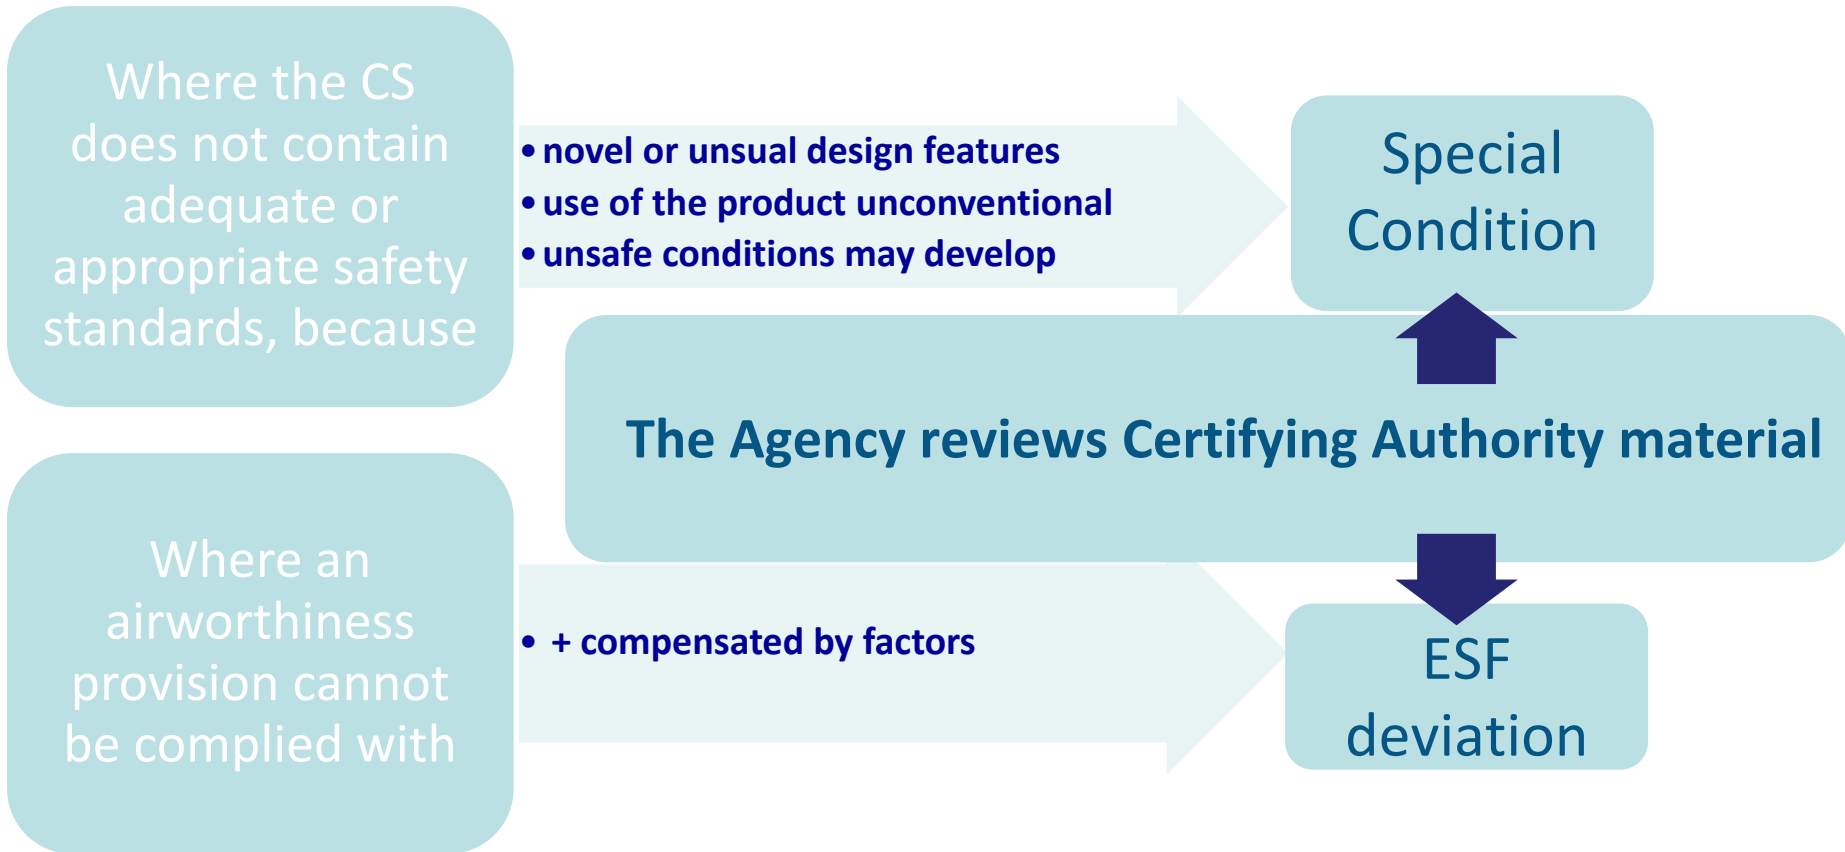 Where the CS
does not contain
adequate or
appropriate safety
standards, because
• novel or unsual design features
• use of the product unconventional
• unsafe conditions may develop
Special
Condition
The Agency reviews Certifying Authority material
Where an
airworthiness
provision cannot
be complied with
• + compensated by factors
ESF
deviation